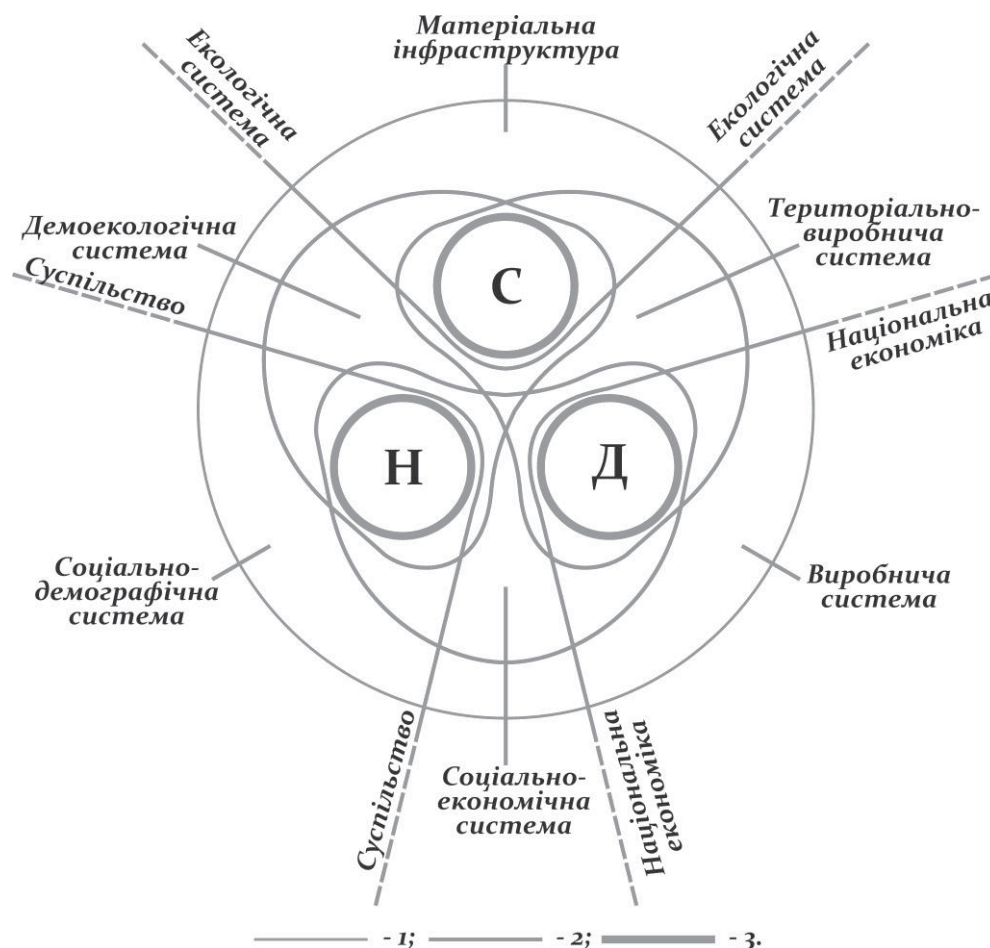 Матеріальна
інфраструктура
Екологічна
система
Екологічна
система
Демоекологічна
система
Територіально-
виробнича
система
Суспільство
Національна
економіка
С
Н
Д
Соціально-
демографічна
система
Виробнича
система
Суспільство
Соціально-
економічна
система
Національна
економіка
- 1; - 2; - 3.